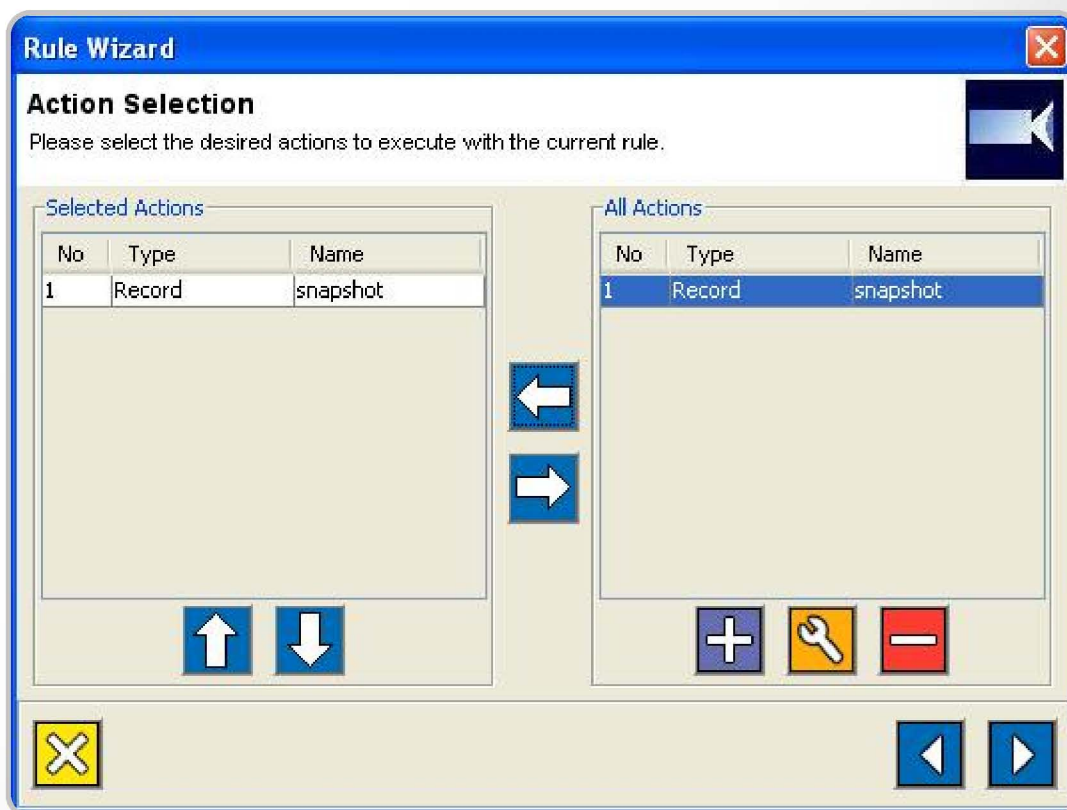 Rule Wizard
Action Selection
Please select the desired actions to execute with the current rule.
Selected Actions
No Type Name
1 Record snapshot
All Actions
No Type Name
1 Record snapshot